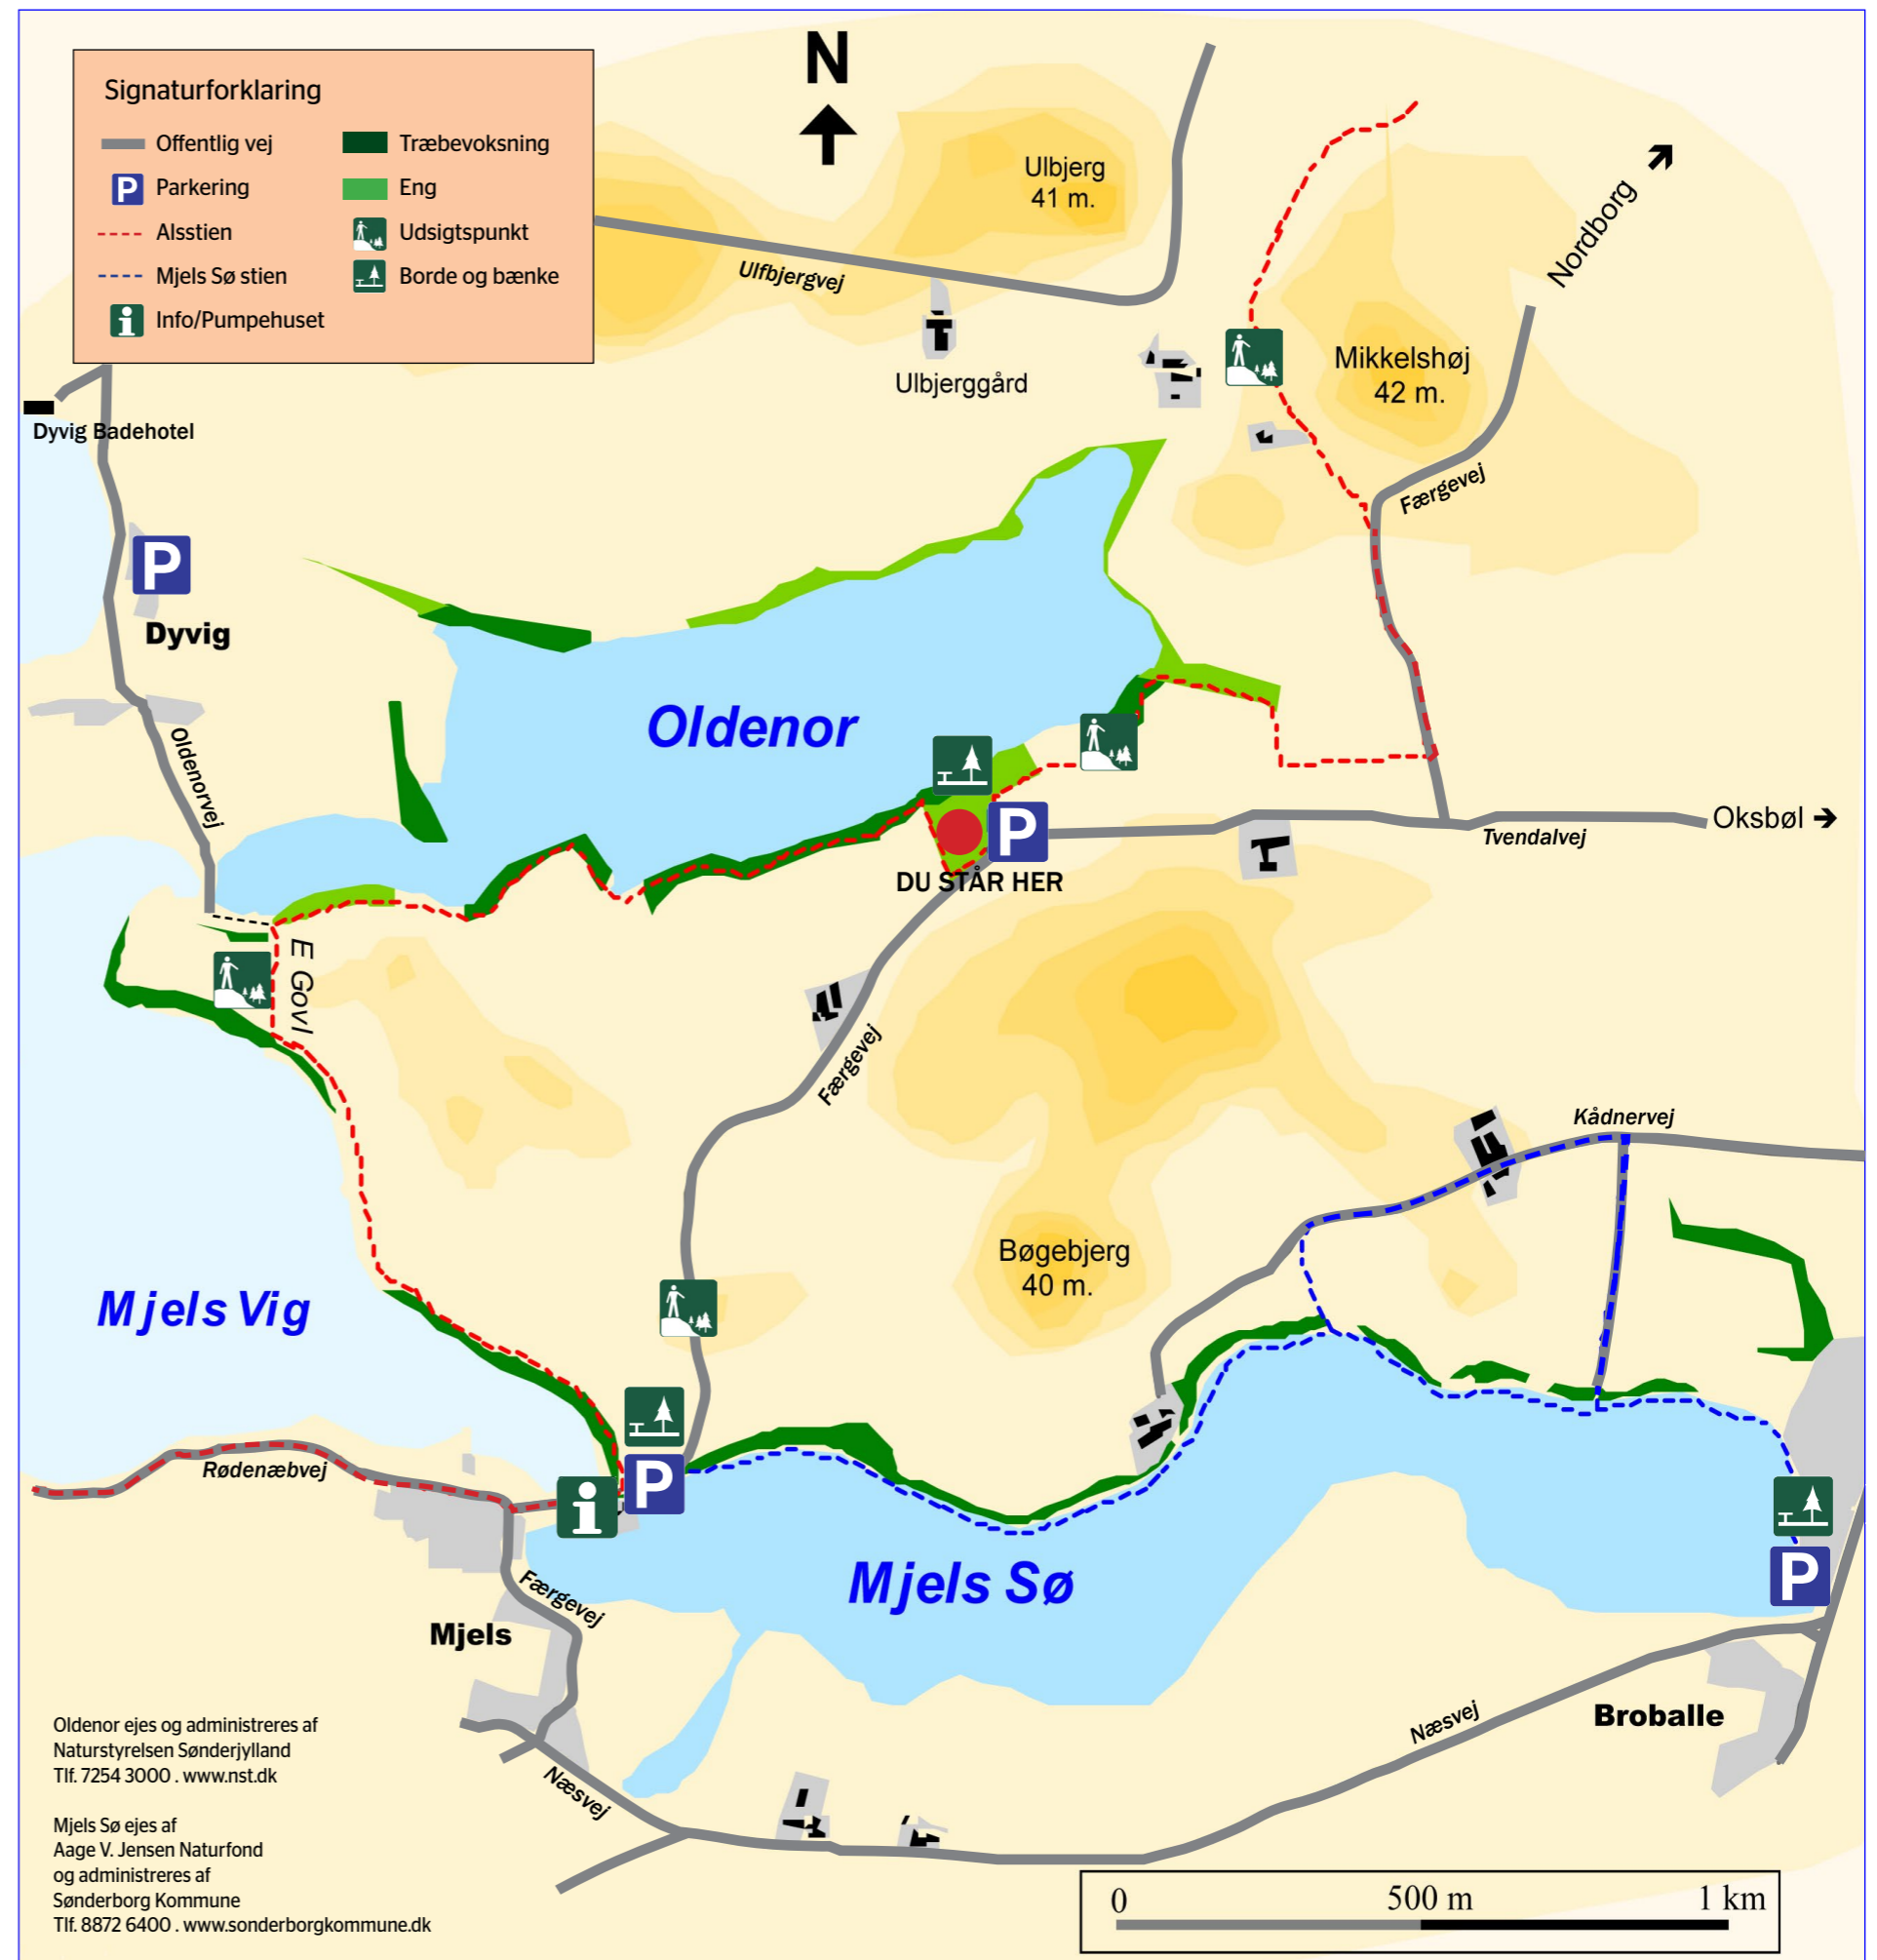 Signaturforklaring
Offentlig vej
Træbevoksning
P Parkering
Eng
Alsstien
Udsigtspunkt
Mjels Sø stien
Borde og bænke
i Info/Pumpehuset
N
Ulbjerg
41 m.
Nordborg
Ulfbjergvej
Ulbjerggård
Mikkelshøj
42 m.
Dyvig Badehotel
Færgevej
P
Dyvig
Oldenorvej
Oldenor
P
Oksbøl
Tvendalvej
DU STÅR HER
E Govl
Færgevej
Kådnervej
Bøgebjerg
40 m.
Mjels Vig
Rødenæbvej
i
P
Mjels Sø
P
Færgevej
Mjels
Broballe
Næsvej
Næsvej
Oldenor ejes og administreres af
Naturstyrelsen Sønderjylland
Tlf. 7254 3000 . www.nst.dk
Mjels Sø ejes af
Aage V. Jensen Naturfond
og administreres af
Sønderborg Kommune
Tlf. 8872 6400 . www.sonderborgkommune.dk
0 500 m 1 km